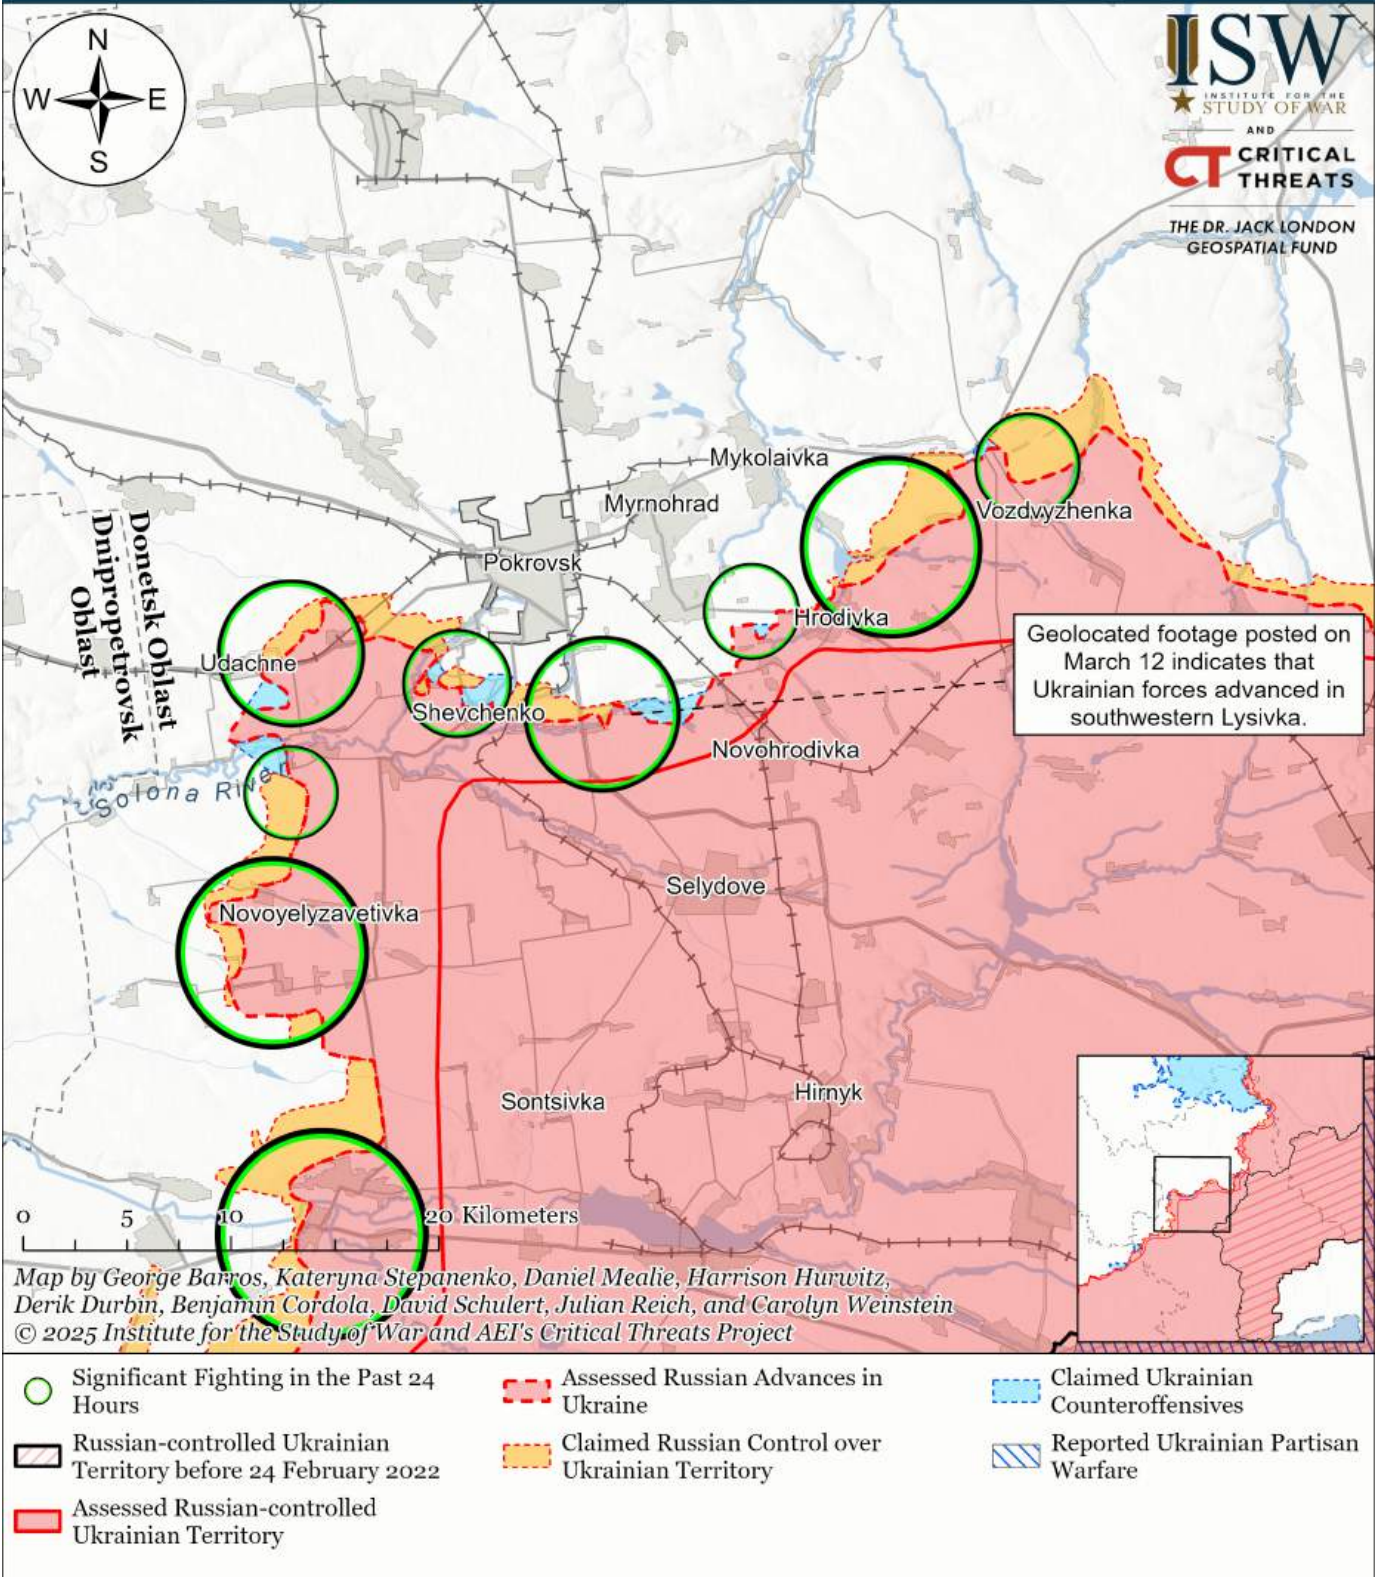 N
W E
S
ISW
INSTITUTE FOR THE
STUDY OF WAR
AND
CT CRITICAL
THREATS
THE DR. JACK LONDON
GEOSPATIAL FUND
Mykolaivka
Myrnohrad
Vozdvyzhenka
Pokrovsk
Donetsk Oblast
Dnipropetrovsk
Oblast
Hrodivka
Geolocated footage posted on
March 12 indicates that
Ukrainian forces advanced in
southwestern Lysivka.
Udachne
Shevchenko
Novohrodivka
Solona River
Selydove
Novoyelyzavetivka
Sontsivka
Hirnyk
0 5 10 20 Kilometers
Map by George Barros, Kateryna Stepanenko, Daniel Mealie, Harrison Hurwitz,
Derik Durbin, Benjamin Cordola, David Schulert, Julian Reich, and Carolyn Weinstein
© 2025 Institute for the Study of War and AEI's Critical Threats Project
Significant Fighting in the Past 24
Hours
Russian-controlled Ukrainian
Territory before 24 February 2022
Assessed Russian-controlled
Ukrainian Territory
Assessed Russian Advances in
Ukraine
Claimed Russian Control over
Ukrainian Territory
Claimed Ukrainian
Counteroffensives
Reported Ukrainian Partisan
Warfare